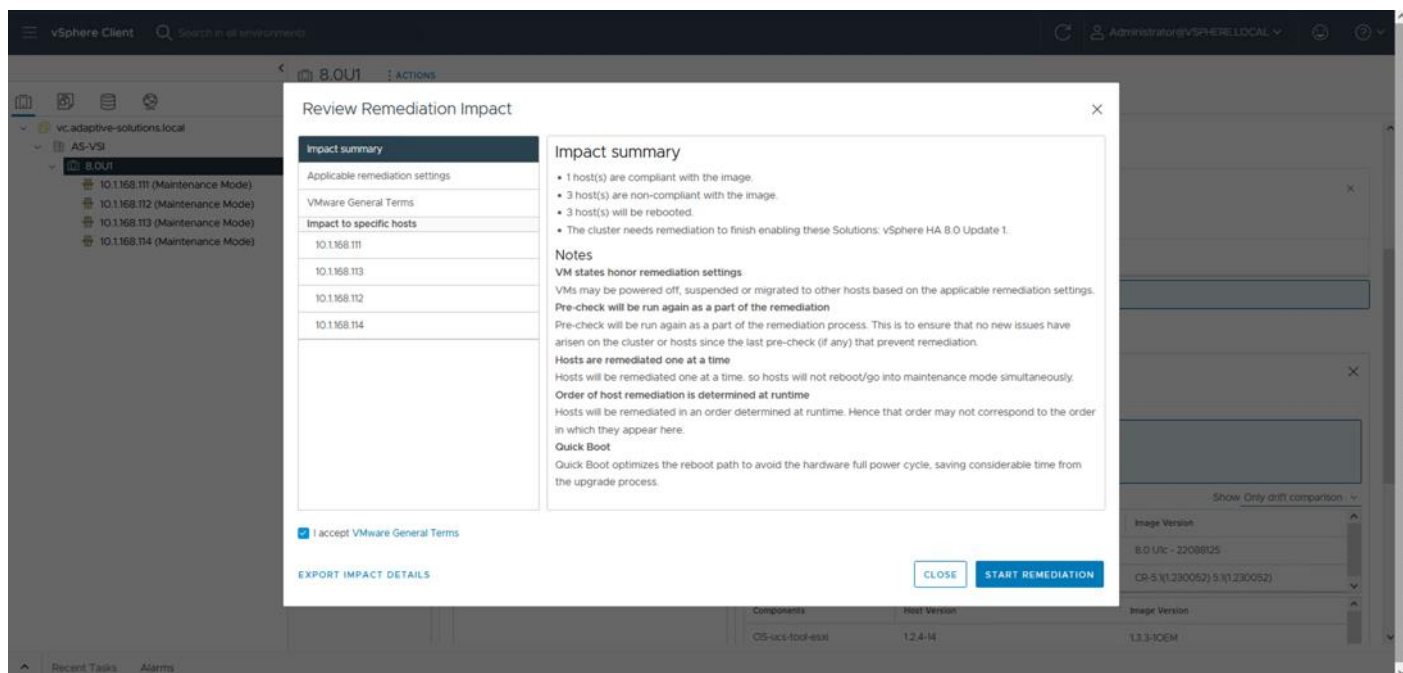 vSphere Client
Search in all environments
Administrator@VSPHERE.LOCAL
8.0U1
ACTIONS
vc.adaptive-solutions.local
AS-VSI
8.0U1
10.1.168.111 (Maintenance Mode)
10.1.168.112 (Maintenance Mode)
10.1.168.113 (Maintenance Mode)
10.1.168.114 (Maintenance Mode)
Review Remediation Impact
Impact summary
Applicable remediation settings
VMware General Terms
Impact to specific hosts
10.1.168.111
10.1.168.113
10.1.168.112
10.1.168.114
Impact summary
• 1 host(s) are compliant with the image.
• 3 host(s) are non-compliant with the image.
• 3 host(s) will be rebooted.
• The cluster needs remediation to finish enabling these Solutions: vSphere HA 8.0 Update 1.
Notes
VM states honor remediation settings
VMs may be powered off, suspended or migrated to other hosts based on the applicable remediation settings.
Pre-check will be run again as a part of the remediation
Pre-check will be run again as a part of the remediation process. This is to ensure that no new issues have
arisen on the cluster or hosts since the last pre-check (if any) that prevent remediation.
Hosts are remediated one at a time
Hosts will be remediated one at a time. so hosts will not reboot/go into maintenance mode simultaneously.
Order of host remediation is determined at runtime
Hosts will be remediated in an order determined at runtime. Hence that order may not correspond to the order
in which they appear here.
Quick Boot
Quick Boot optimizes the reboot path to avoid the hardware full power cycle, saving considerable time from
the upgrade process.
I accept VMware General Terms
EXPORT IMPACT DETAILS
CLOSE
START REMEDIATION
Show Only drift comparison
Image Version
8.0 U1c - 22088125
CR-5.1(1.230052) 5.1(1.230052)
Components Host Version Image Version
CIS-ucs-tool-esxi 1.2.4-14 1.3.3-1OEM
Recent Tasks Alarms